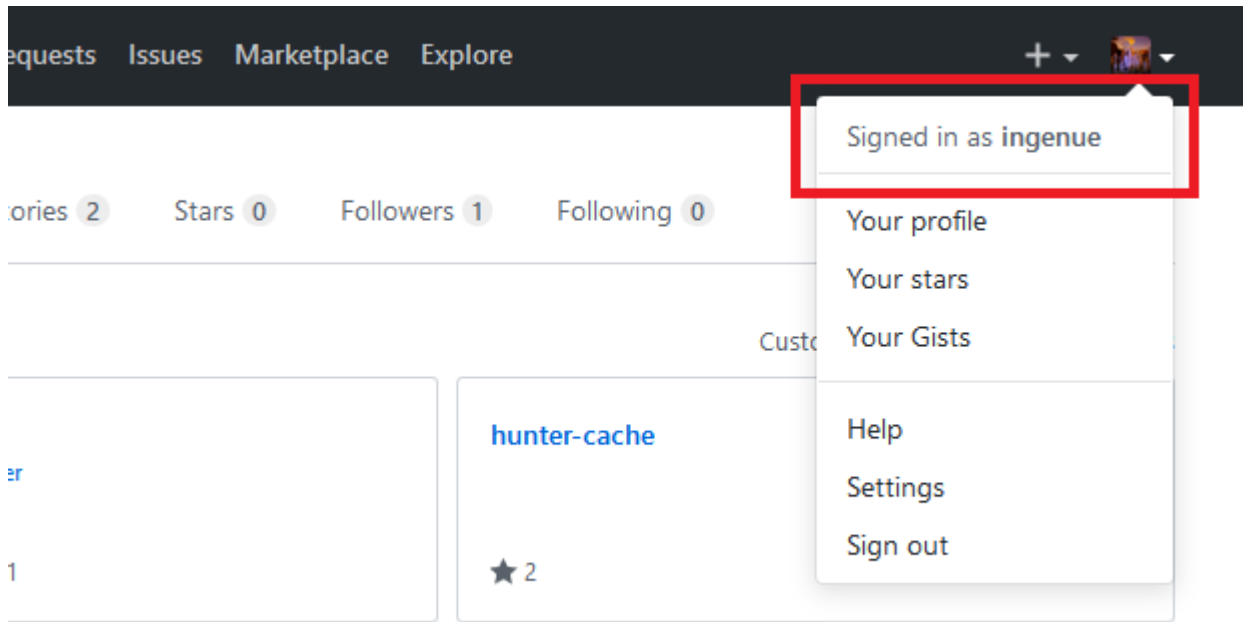 equests Issues Marketplace Explore
Signed in as ingenue
ories 2 Stars 0 Followers 1 Following 0
Your profile
Your stars
Custo
Your Gists
hunter-cache
Help
er
Settings
Sign out
1
2